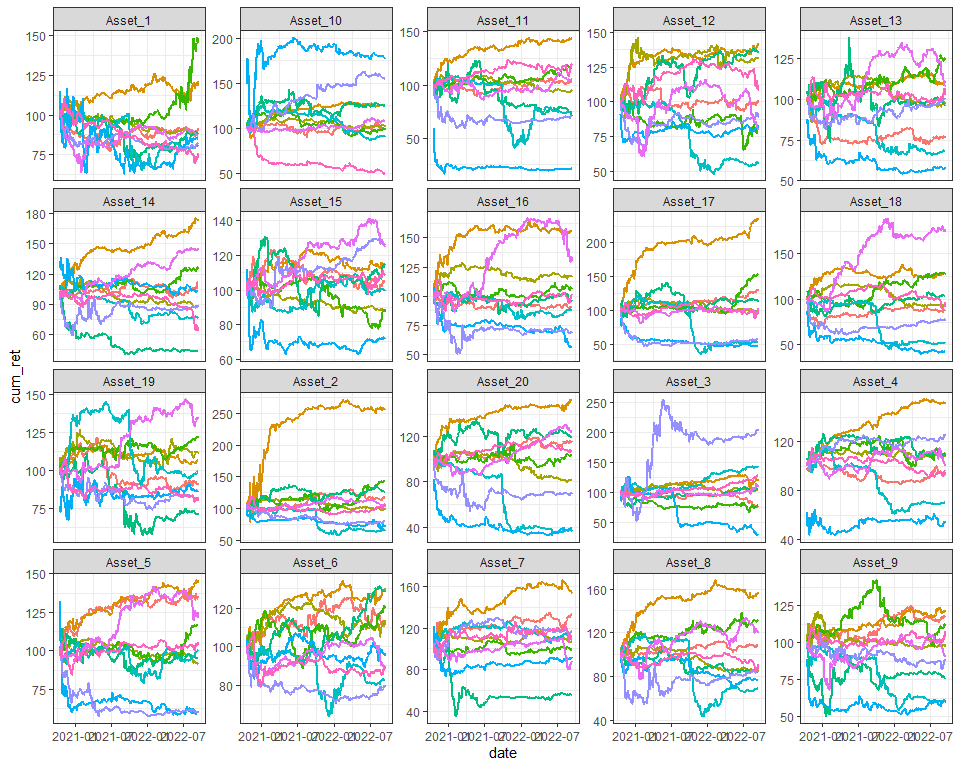 Asset_1 Asset_10 Asset_11 Asset_12 Asset_13
150 125 100 75
200 150 100 50
150 100 50
150 125 100 75 50
125 100 75 50
Asset_14 Asset_15 Asset_16 Asset_17 Asset_18
180 150 120 90 60
140 120 100 80 60
150 125 100 75 50
200 150 100 50
160 120 80 40
cum_ret
Asset_19 Asset_2 Asset_20 Asset_3 Asset_4
150 125 100 75
250 200 150 100 50
120 80 40
250 200 150 100 50
120 80 40
Asset_5 Asset_6 Asset_7 Asset_8 Asset_9
150 125 100 75
120 100 80
160 120 80 40
160 120 80 40
125 100 75 50
2021-01 2021-07 2022-01 2022-07 2021-01 2021-07 2022-01 2022-07 2021-01 2021-07 2022-01 2022-07 2021-01 2021-07 2022-01 2022-07 2021-01 2021-07 2022-01 2022-07
date